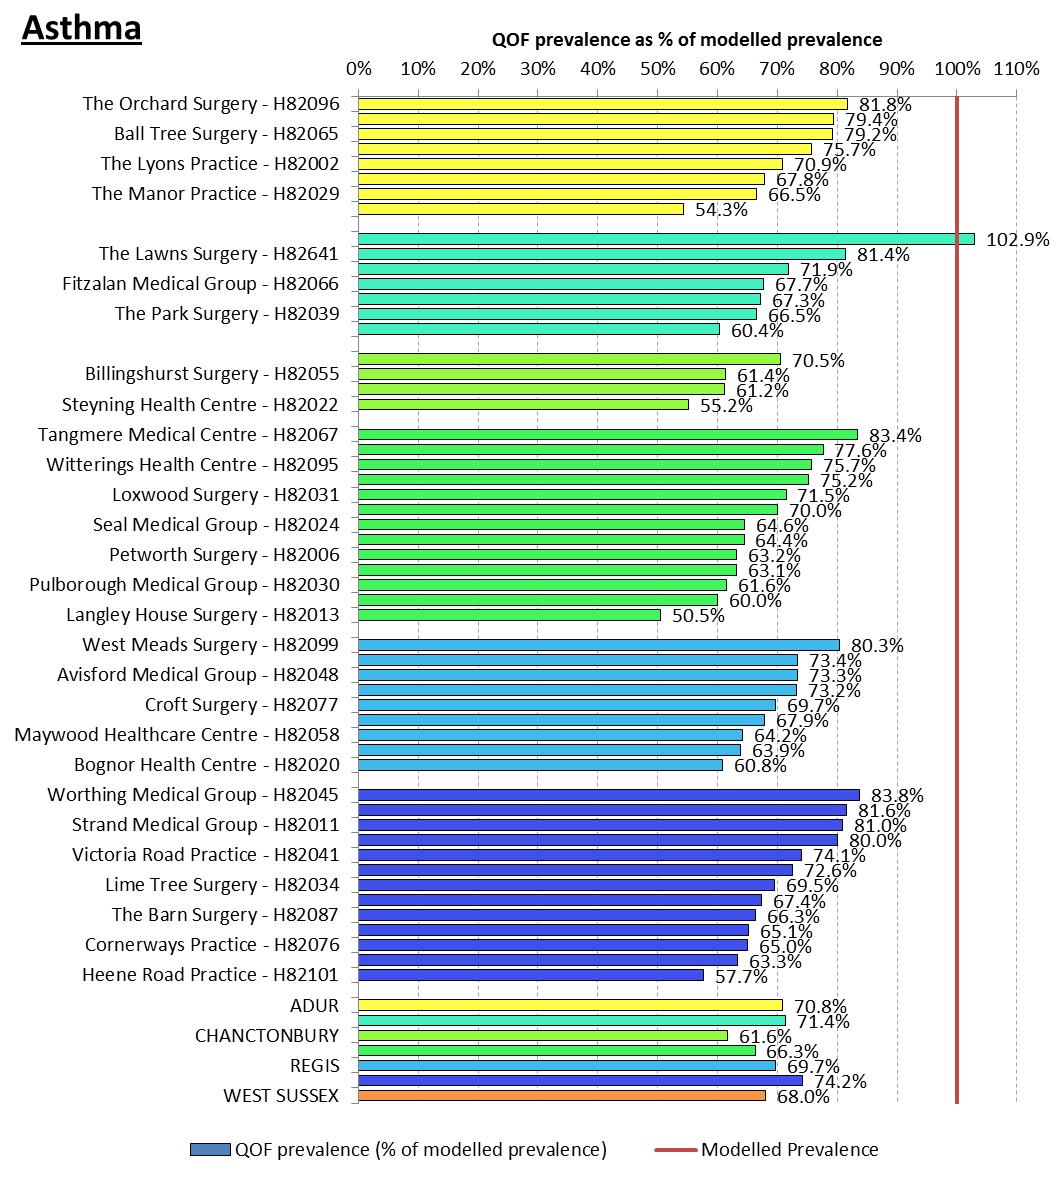 Asthma
QOF prevalence as % of modelled prevalence
0% 10% 20% 30% 40% 50% 60% 70% 80% 90% 100% 110%
The Orchard Surgery - H82096 81.8%
79.4%
Ball Tree Surgery - H82065 79.2%
75.7%
The Lyons Practice - H82002 70.9%
67.8%
The Manor Practice - H82029 66.5%
54.3%
102.9%
The Lawns Surgery - H82641 81.4%
71.9%
Fitzalan Medical Group - H82066 67.7%
67.3%
The Park Surgery - H82039 66.5%
60.4%
70.5%
Billingshurst Surgery - H82055 61.4%
61.2%
Steyning Health Centre - H82022 55.2%
Tangmere Medical Centre - H82067 83.4%
77.6%
Witterings Health Centre - H82095 75.7%
75.2%
Loxwood Surgery - H82031 71.5%
70.0%
Seal Medical Group - H82024 64.6%
64.4%
Petworth Surgery - H82006 63.2%
63.1%
Pulborough Medical Group - H82030 61.6%
60.0%
Langley House Surgery - H82013 50.5%
West Meads Surgery - H82099 80.3%
73.4%
Avisford Medical Group - H82048 73.3%
73.2%
Croft Surgery - H82077 69.7%
67.9%
Maywood Healthcare Centre - H82058 64.2%
63.9%
Bognor Health Centre - H82020 60.8%
Worthing Medical Group - H82045 83.8%
81.6%
Strand Medical Group - H82011 81.0%
80.0%
Victoria Road Practice - H82041 74.1%
72.6%
Lime Tree Surgery - H82034 69.5%
67.4%
The Barn Surgery - H82087 66.3%
65.1%
Cornerways Practice - H82076 65.0%
63.3%
Heene Road Practice - H82101 57.7%
ADUR 70.8%
71.4%
CHANCTONBURY 61.6%
66.3%
REGIS 69.7%
74.2%
WEST SUSSEX 68.0%
QOF prevalence (% of modelled prevalence) Modelled Prevalence